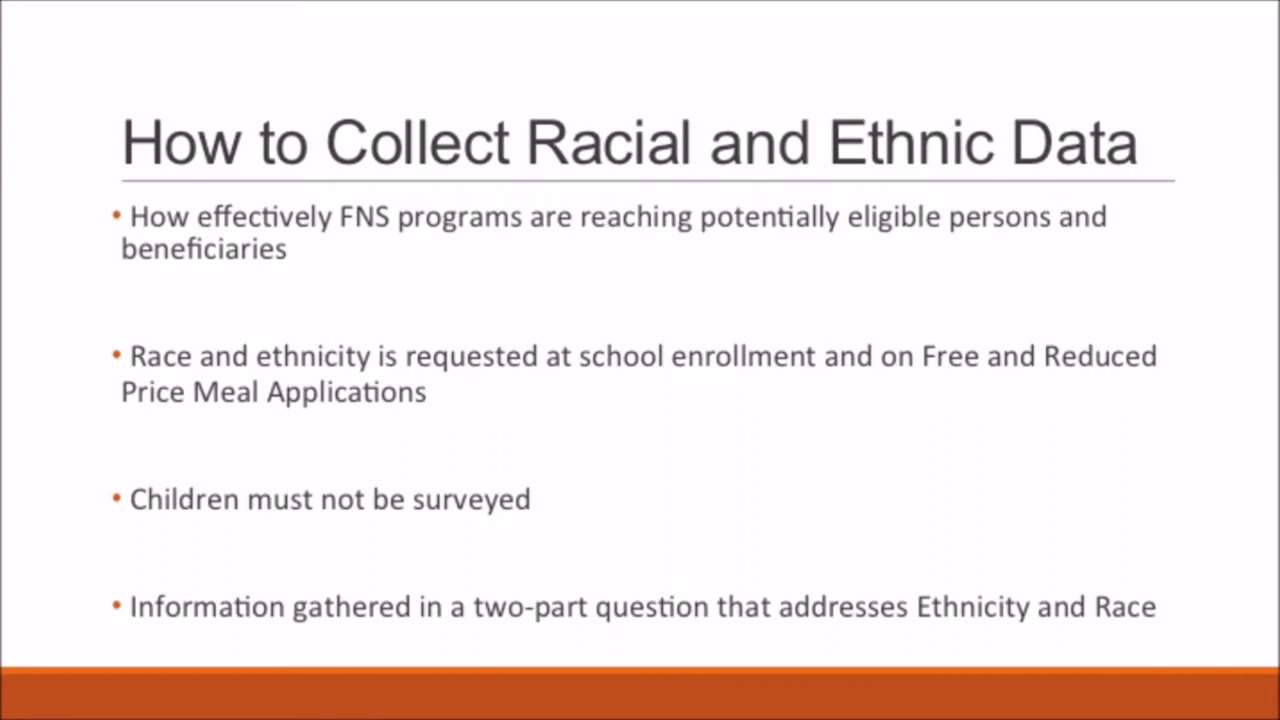 How to Collect Racial and Ethnic Data
• How effectively FNS programs are reaching potentially eligible persons and
beneficiaries
• Race and ethnicity is requested at school enrollment and on Free and Reduced
Price Meal Applications
• Children must not be surveyed
• Information gathered in a two-part question that addresses Ethnicity and Race